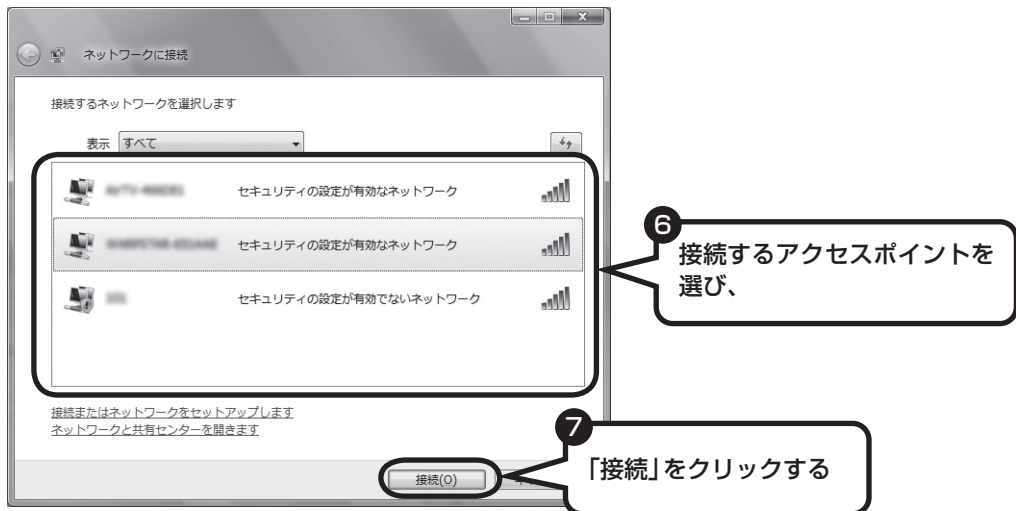 ネットワークに接続
接続するネットワークを選択します
表示 すべて
セキュリティの設定が有効なネットワーク
セキュリティの設定が有効なネットワーク
セキュリティの設定が有効でないネットワーク
6
接続するアクセスポイントを
選び、
接続またはネットワークをセットアップします
ネットワークと共有センターを開きます
7
「接続」をクリックする
接続(O)